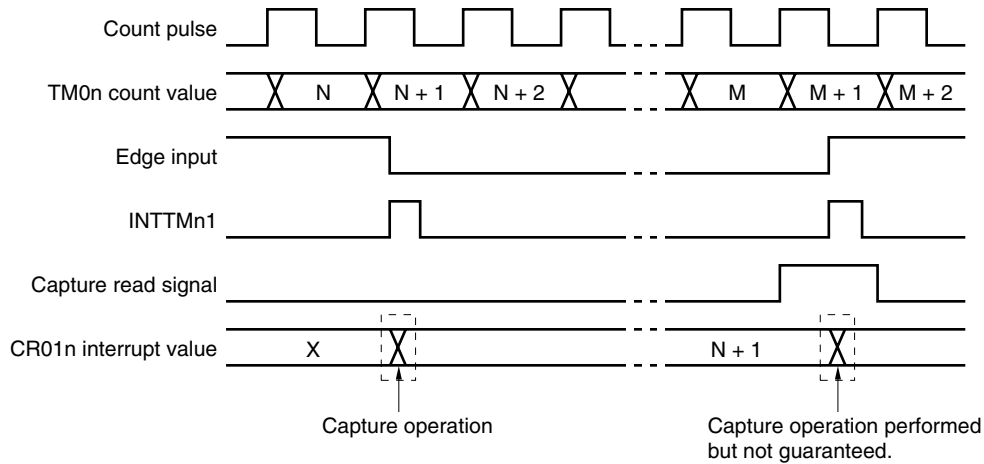 Count pulse
TM0n count value
N
N + 1
N + 2
M
M + 1
M + 2
Edge input
INTTMn1
Capture read signal
CR01n interrupt value
X
N + 1
Capture operation
Capture operation performed
but not guaranteed.